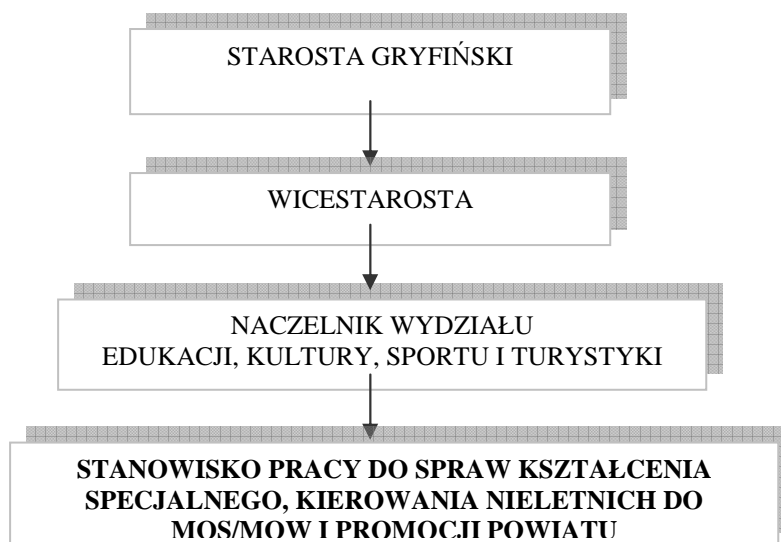 STAROSTA GRYFIŃSKI
WICESTAROSTA
NACZELNIK WYDZIAŁU
EDUKACJI, KULTURY, SPORTU I TURYSTYKI
STANOWISKO PRACY DO SPRAW KSZTAŁCENIA
SPECJALNEGO, KIEROWANIA NIELETNICH DO
MOS/MOW I PROMOCJI POWIATU